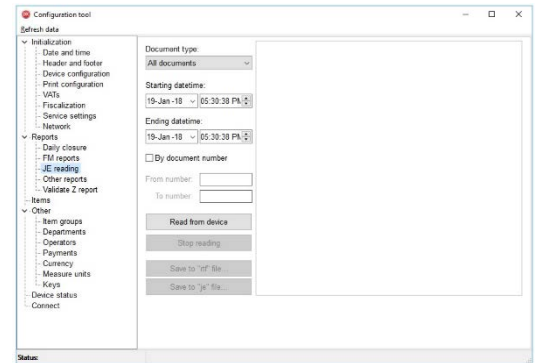 Configuration tool
Refresh data
Initialization
Date and time
Header and footer
Device configuration
Print configuration
VATs
Fiscalization
Service settings
Network
Reports
Daily closure
FM reports
JE reading
Other reports
Validate Z report
Items
Other
Item groups
Departments
Operators
Payments
Currency
Measure units
Keys
Device status
Connect
Document type:
All documents
Starting datetime:
19-Jan -18 05:30:38 PM
Ending datetime:
19-Jan -18 05:30:38 PM
By document number
From number:
To number:
Read from device
Stop reading
Save to "rtf" file...
Save to "je" file...
Status: